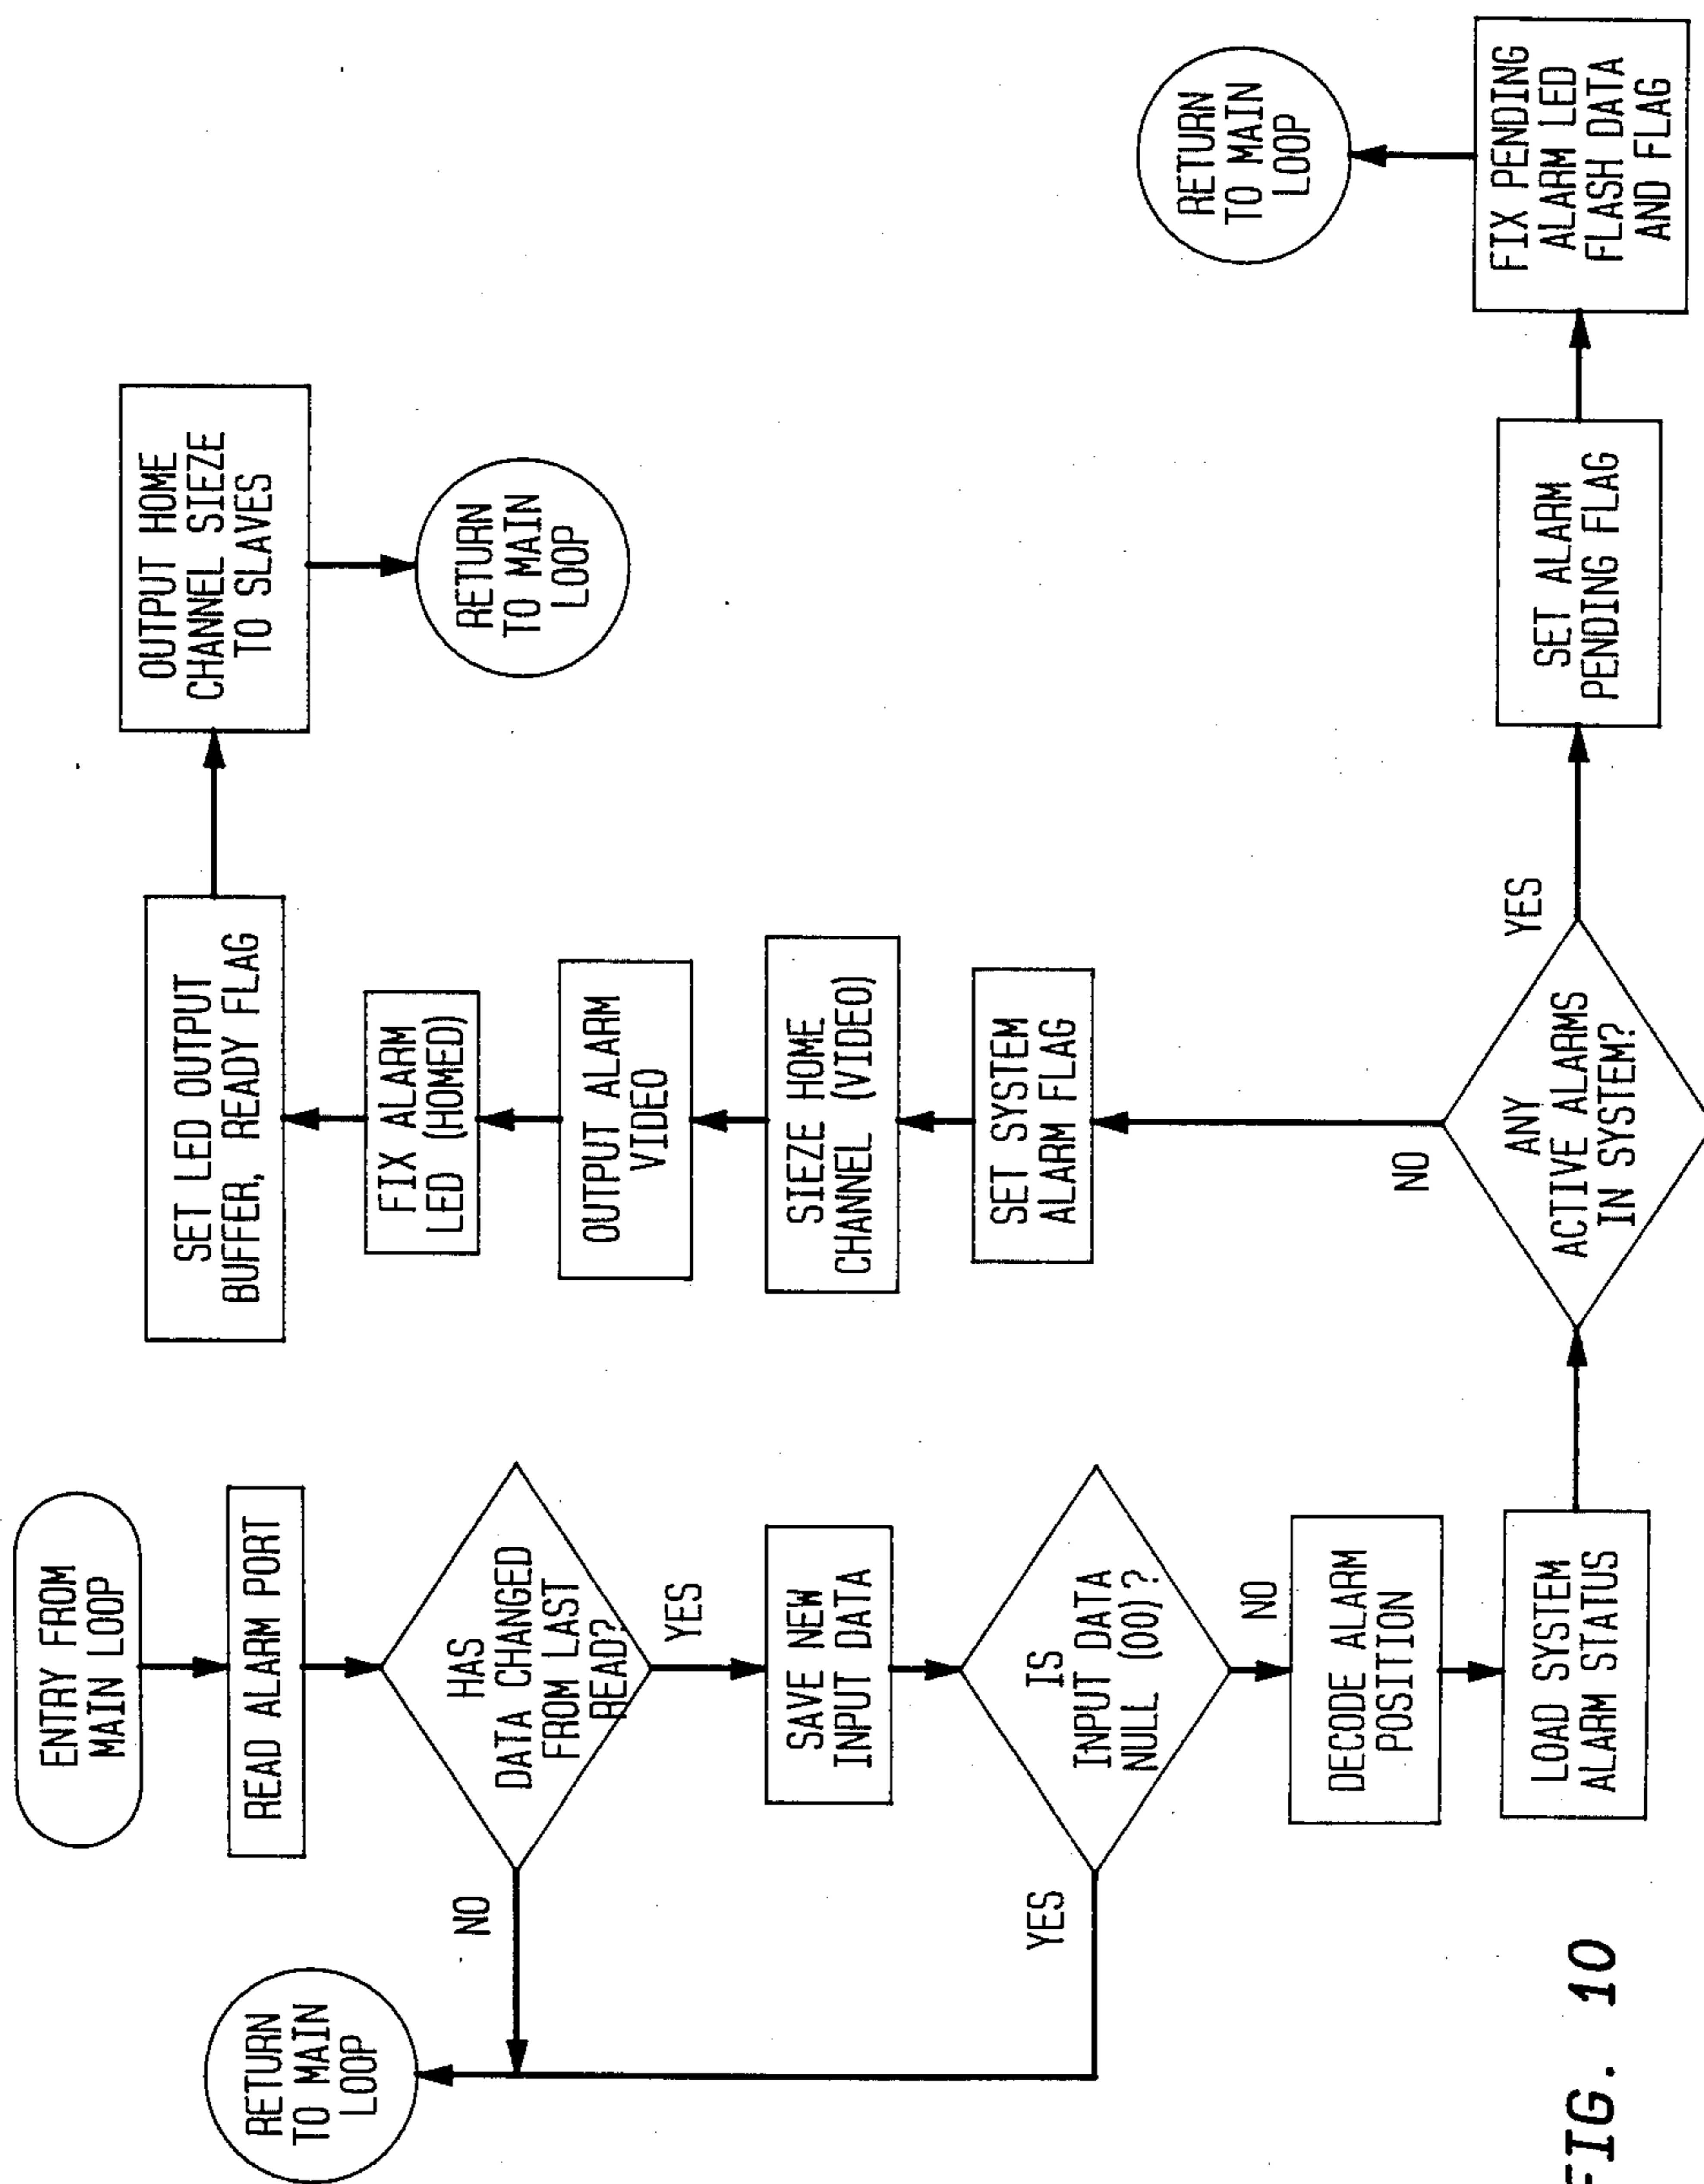 ENTRY FROM
MAIN LOOP
READ ALARM PORT
HAS
DATA CHANGED
FROM LAST
READ?
NO
YES
RETURN
TO MAIN
LOOP
SAVE NEW
INPUT DATA
IS
INPUT DATA
NULL (00)?
YES
NO
DECODE ALARM
POSITION
LOAD SYSTEM
ALARM STATUS
ANY
ACTIVE ALARMS
IN SYSTEM?
NO
YES
SET SYSTEM
ALARM FLAG
SIEZE HOME
CHANNEL (VIDEO)
OUTPUT ALARM
VIDEO
FIX ALARM
LED (HOMED)
SET LED OUTPUT
BUFFER, READY FLAG
OUTPUT HOME
CHANNEL SIEZE
TO SLAVES
RETURN
TO MAIN
LOOP
SET ALARM
PENDING FLAG
FIX PENDING
ALARM LED
FLASH DATA
AND FLAG
RETURN
TO MAIN
LOOP
FIG. 10